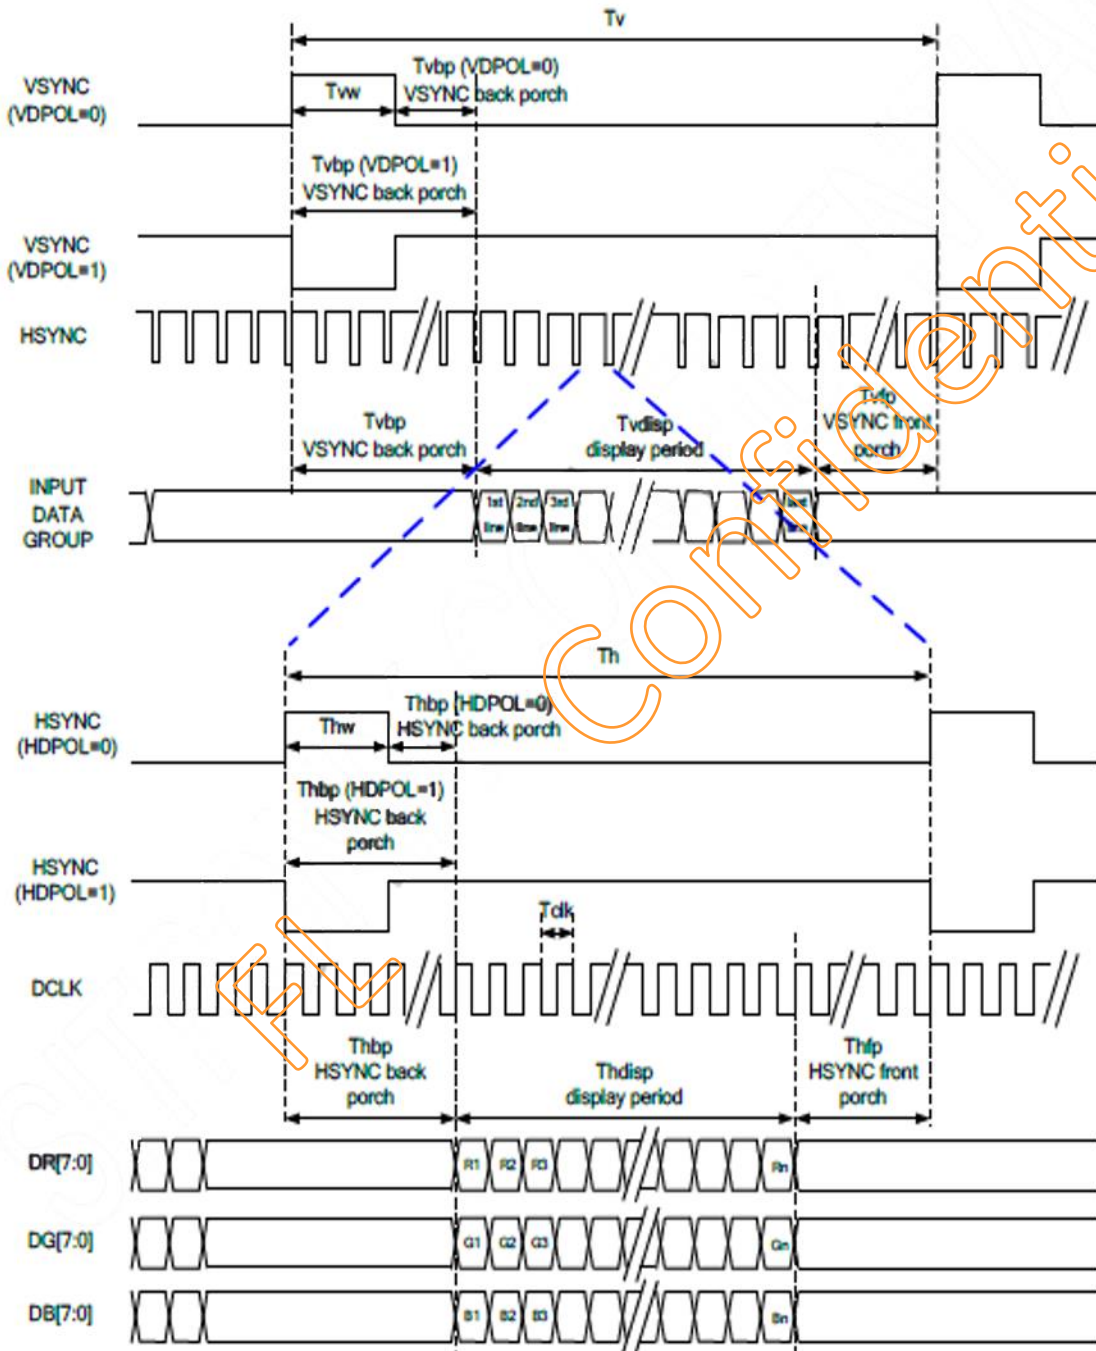 Tv
VSYNC
(VDPOL=0)
Tvw
Tvbp (VDPOL=0)
VSYNC back porch
Tvbp (VDPOL=1)
VSYNC back porch
VSYNC
(VDPOL=1)
HSYNC
Tvbp
VSYNC back porch
Tvdisp
display period
Tvfp
VSYNC front
porch
INPUT
DATA
GROUP
1st
line
2nd
line
3rd
line
last
line
Th
HSYNC
(HDPOL=0)
Thw
Thbp (HDPOL=0)
HSYNC back porch
Thbp (HDPOL=1)
HSYNC back
porch
HSYNC
(HDPOL=1)
Tclk
DCLK
Thbp
HSYNC back
porch
Thdisp
display period
Thfp
HSYNC front
porch
DR[7:0]
R1 R2 R3 Rn
DG[7:0]
G1 G2 G3 Gn
DB[7:0]
B1 B2 B3 Bn
FL Confidenti